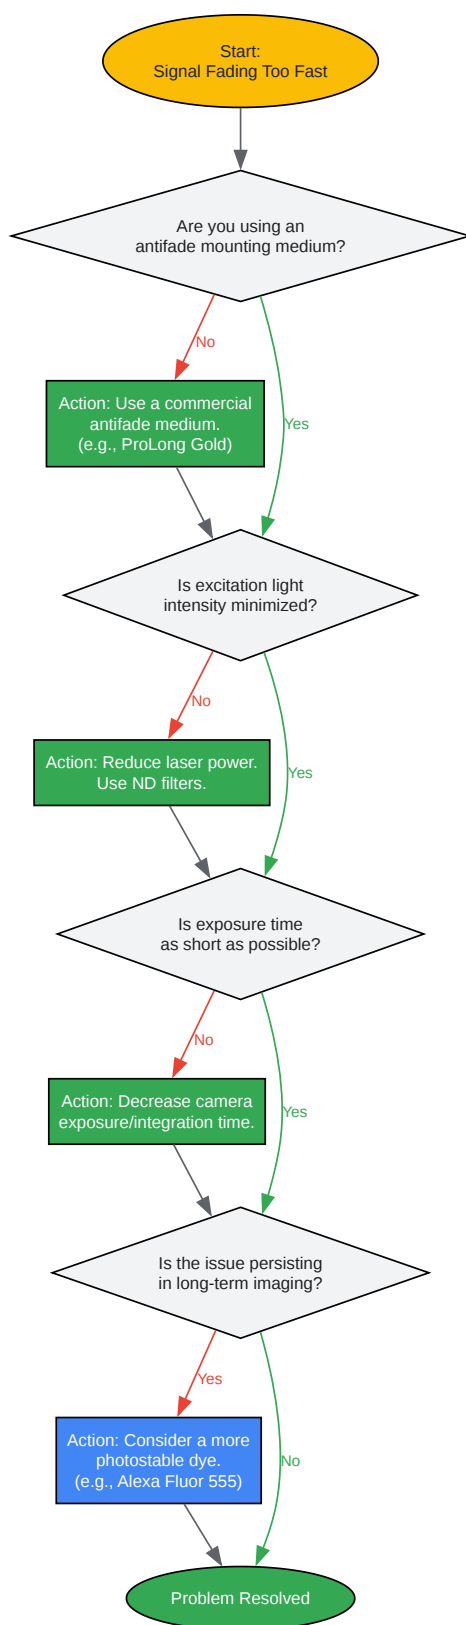 Start:
Signal Fading Too Fast
Are you using an
antifade mounting medium?
No
Action: Use a commercial
antifade medium.
(e.g., ProLong Gold)
Yes
Is excitation light
intensity minimized?
No
Action: Reduce laser power.
Use ND filters.
Yes
Is exposure time
as short as possible?
No
Action: Decrease camera
exposure/integration time.
Yes
Is the issue persisting
in long-term imaging?
Yes
Action: Consider a more
photostable dye.
(e.g., Alexa Fluor 555)
No
Problem Resolved